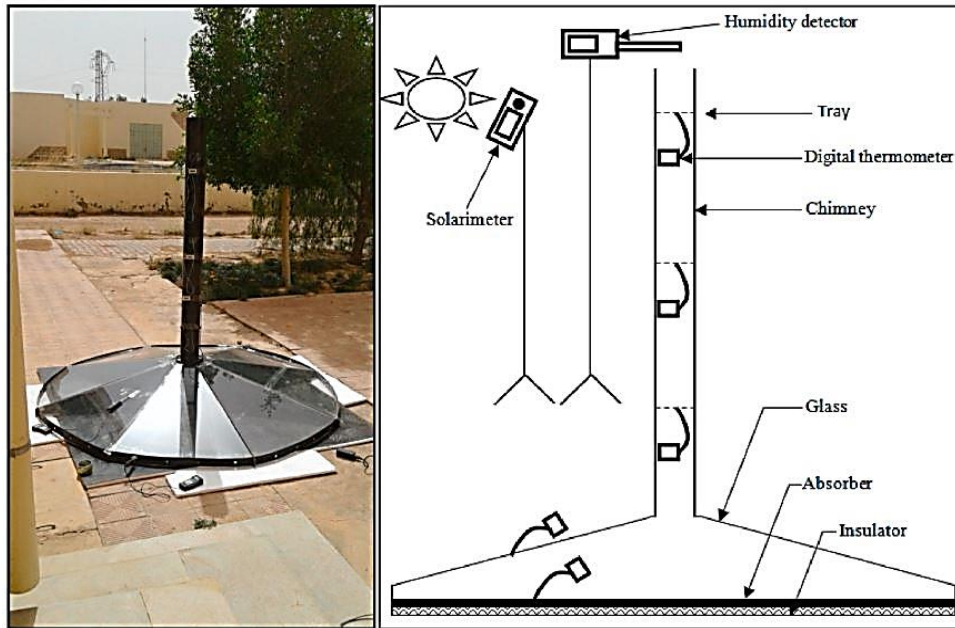 Humidity detector
Tray
Digital thermometer
Chimney
Solarimeter
Glass
Absorber
Insulator